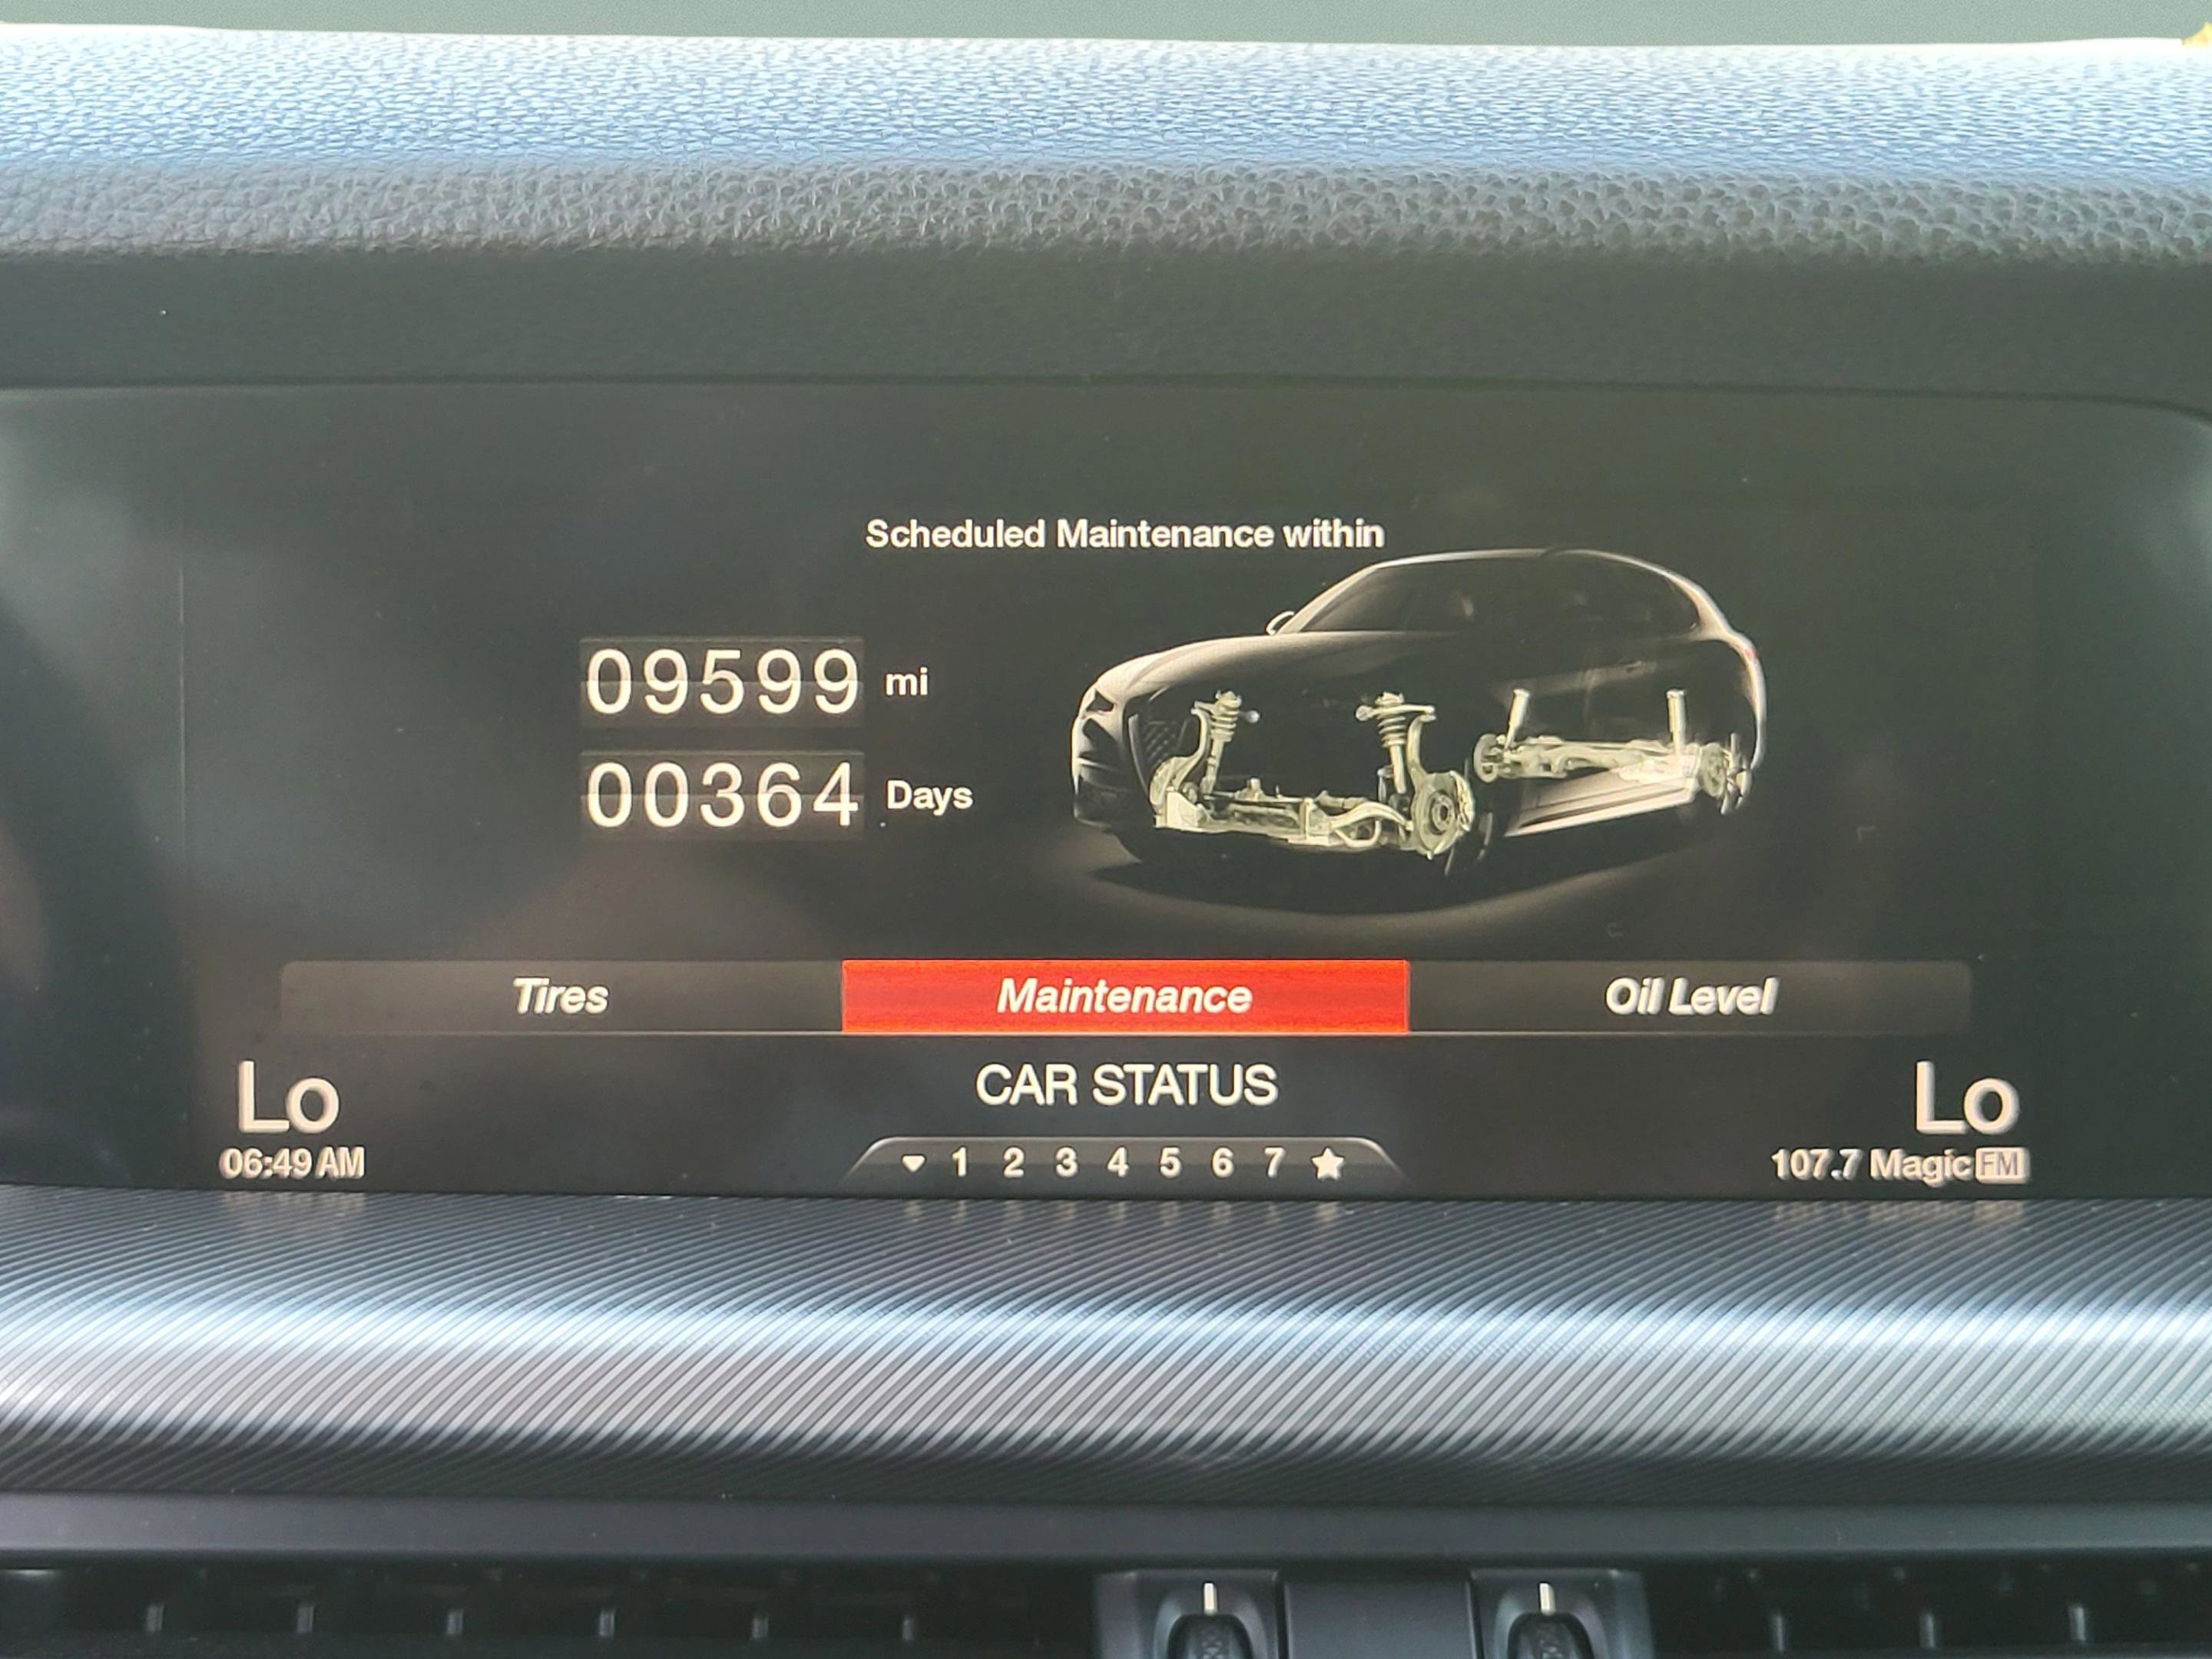 Scheduled Maintenance within
09599 mi
00364 Days
Tires Maintenance Oil Level
Lo CAR STATUS Lo
06:49 AM 1 2 3 4 5 6 7 107.7 Magic FM